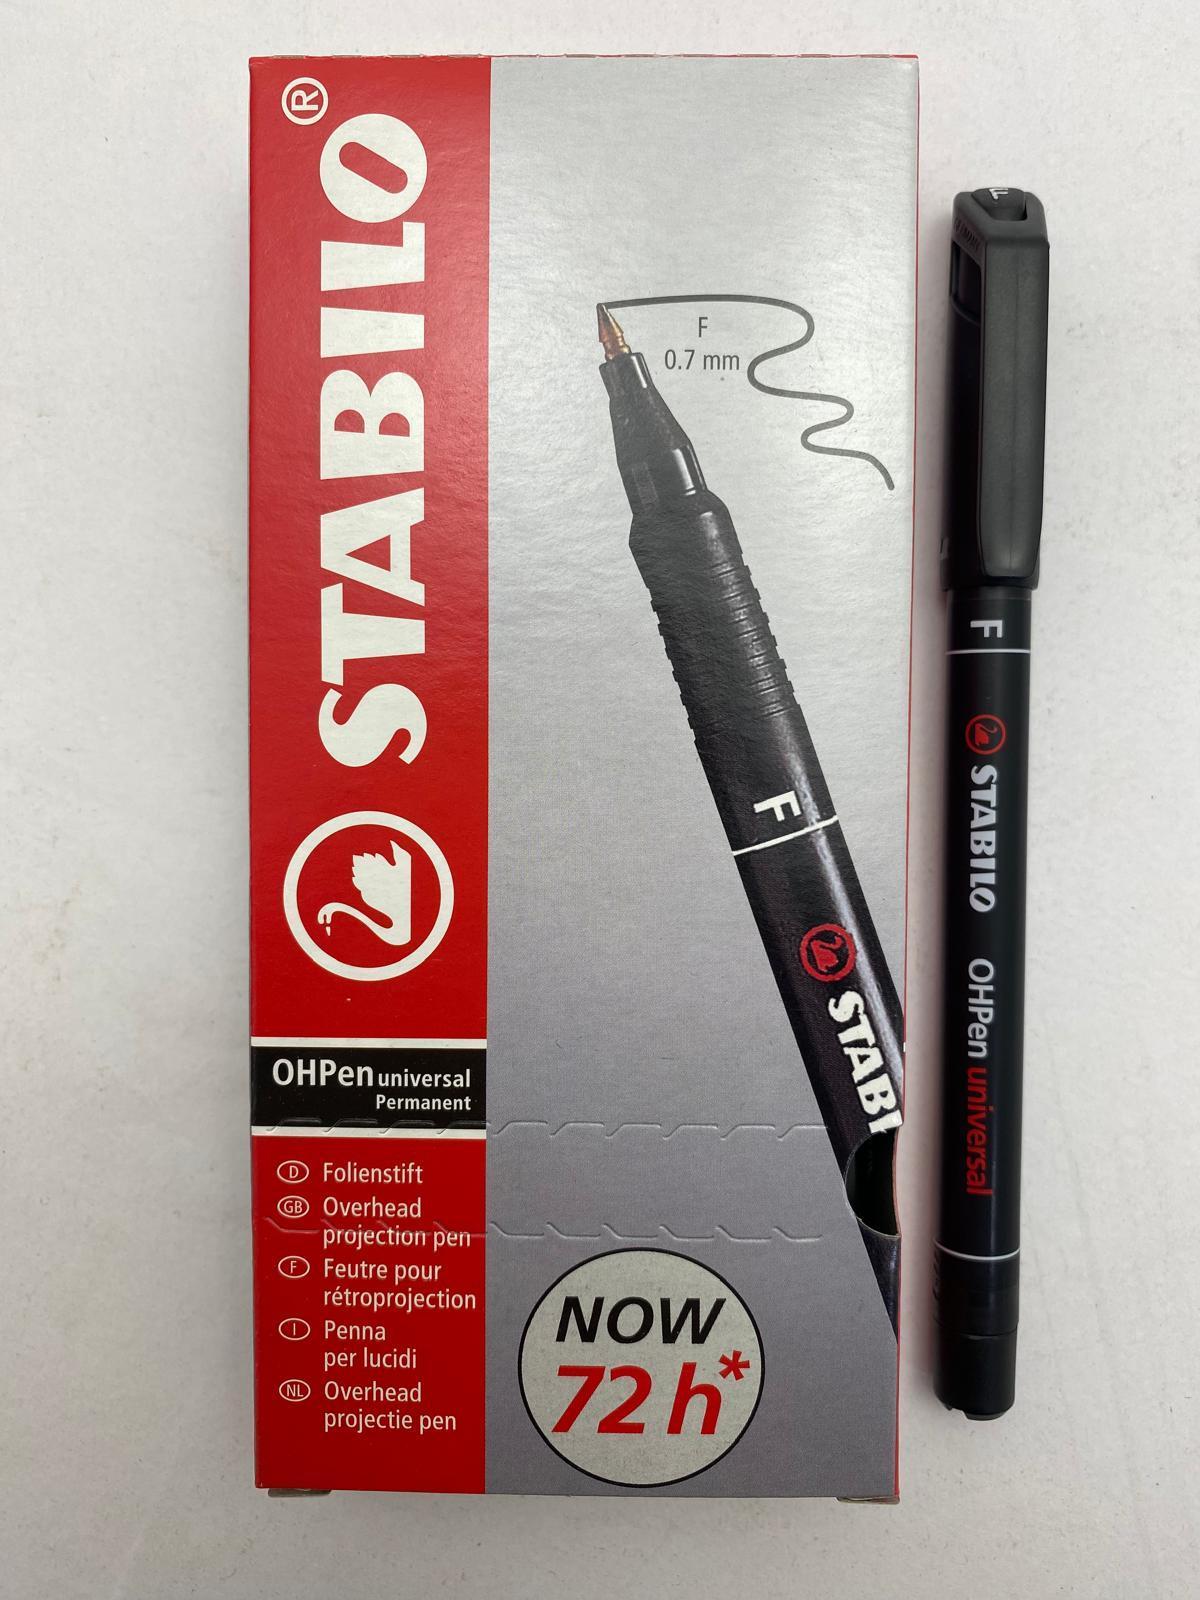 STABILO®
F
0.7 mm
F
STABI
OHPen universal
Permanent
D Folienstift
GB Overhead
projection pen
F Feutre pour
rétroprojection
I Penna
per lucidi
NL Overhead
projectie pen
NOW
72 h*
F
F
STABILO OHPen universal